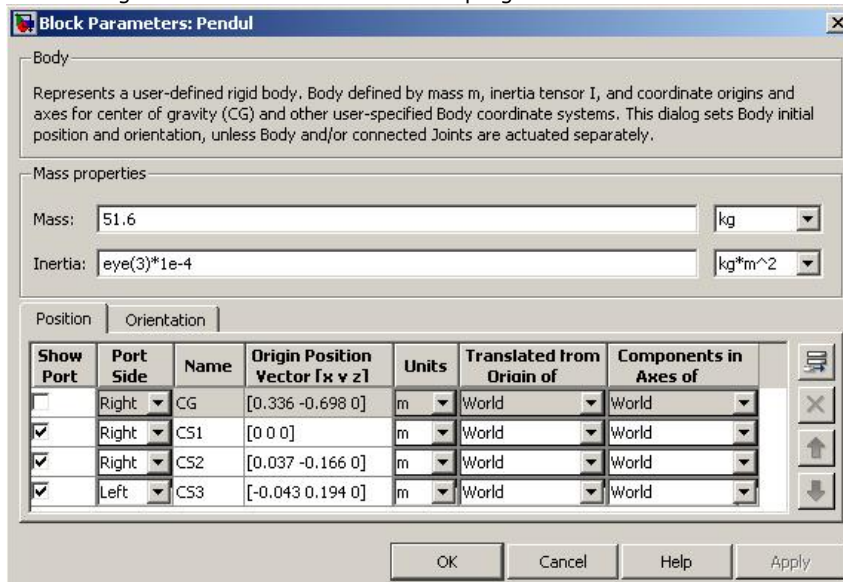 Block Parameters: Pendul
Body
Represents a user-defined rigid body. Body defined by mass m, inertia tensor I, and coordinate origins and
axes for center of gravity (CG) and other user-specified Body coordinate systems. This dialog sets Body initial
position and orientation, unless Body and/or connected Joints are actuated separately.
Mass properties
Mass: 51.6 kg
Inertia: eye(3)*1e-4 kg*m^2
Position Orientation
Show Port Port Side Name Origin Position Vector [x y z] Units Translated from Origin of Components in Axes of
Right CG [0.336 -0.698 0] m World World
Right CS1 [0 0 0] m World World
Right CS2 [0.037 -0.166 0] m World World
Left CS3 [-0.043 0.194 0] m World World
OK Cancel Help Apply